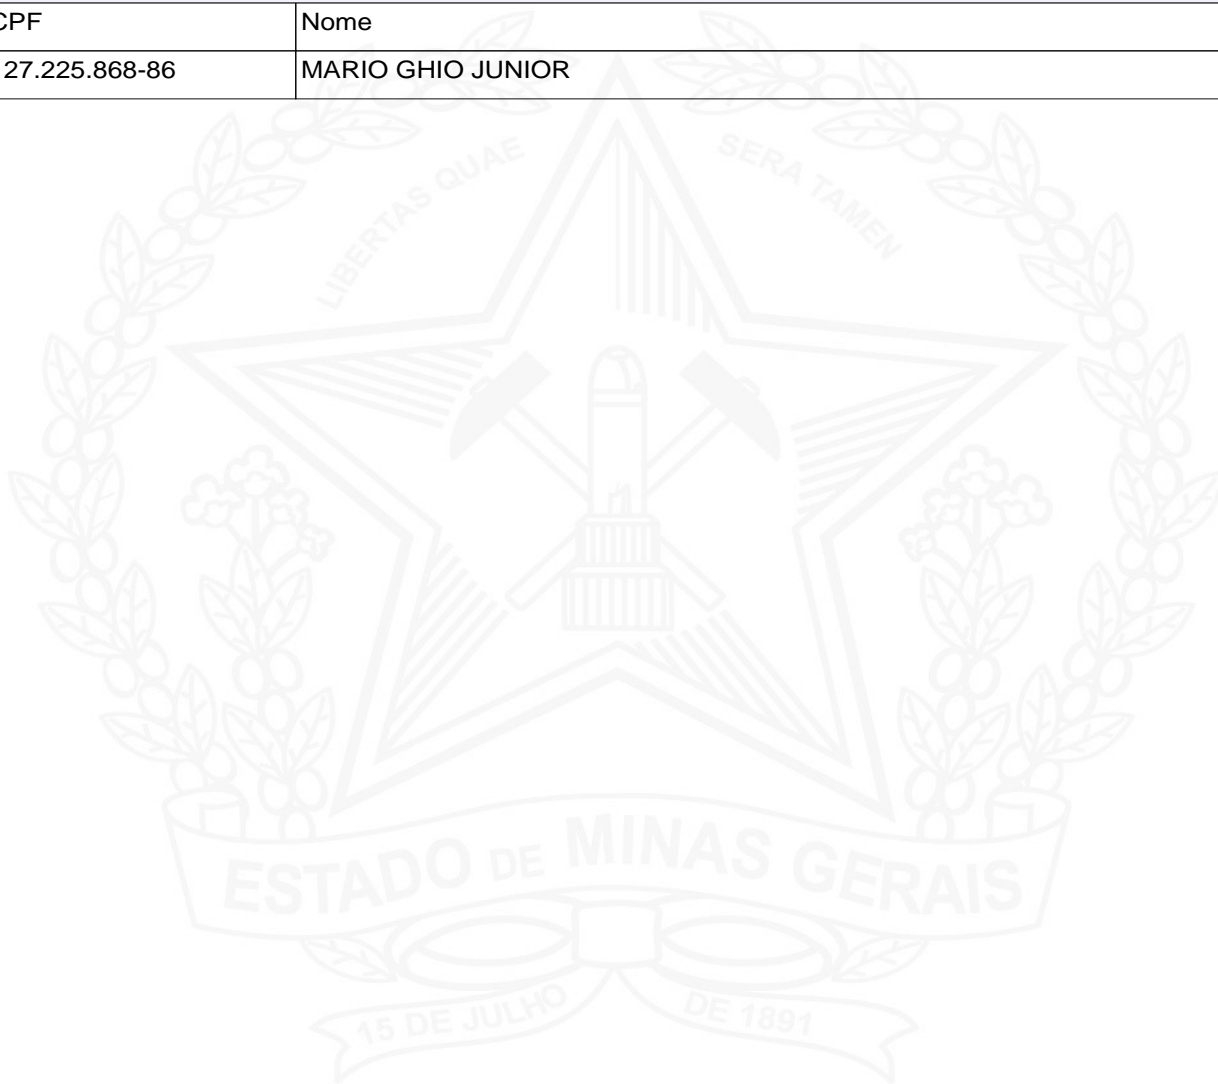 CPF Nome
27.225.868-86 MARIO GHIO JUNIOR
LIBERTAS QUAE SERA TAMEN
ESTADO DE MINAS GERAIS
15 DE JULHO DE 1891